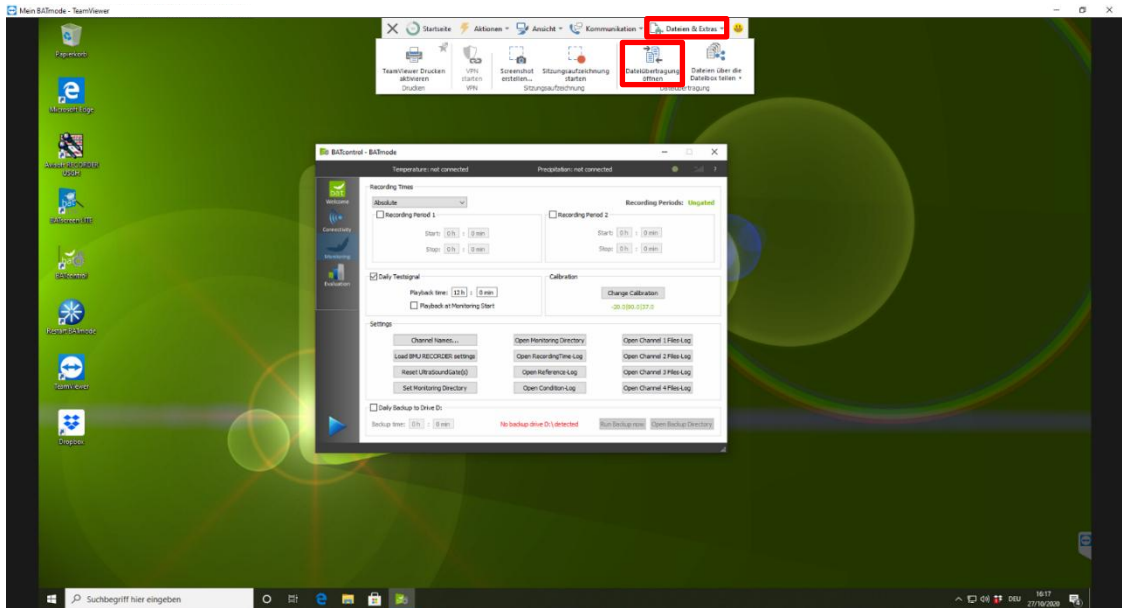 Mein BATmode - TeamViewer
Startseite Aktionen Ansicht Kommunikation Dateien & Extras
TeamViewer Drucken aktivieren
VPN starten
Screenshot erstellen...
Sitzungsaufzeichnung starten
Dateiübertragung öffnen
Dateien über die Dateibox teilen
Drucken VPN Sitzungsaufzeichnung Dateiübertragung
Papierkorb
Microsoft Edge
USGH
BATcontrol
Restart BATmode
TeamViewer
Dropbox
BATcontrol - BATmode
Temperature: not connected Precipitation: not connected Call ?
bat
Welcome
Connectivity
Monitoring
Evaluation
Recording Times
Absolute Recording Periods: Ungated
Recording Period 1 Recording Period 2
Start: 0 h : 0 min Start: 0 h : 0 min
Stop: 0 h : 0 min Stop: 0 h : 0 min
Daily Testsignal Calibration
Playback time: 12 h : 0 min Change Calibration
Playback at Monitoring Start
Settings
Channel Names... Open Monitoring Directory Open Channel 1 Files-Log
Load BMU RECORDER settings Open RecordingTime-Log Open Channel 2 Files-Log
Reset UltraSoundGate(s) Open Reference-Log Open Channel 3 Files-Log
Set Monitoring Directory Open Condition-Log Open Channel 4 Files-Log
Daily Backup to Drive D:
Backup time: 0 h : 0 min No backup drive D:\ detected Run Backup now Open Backup Directory
Suchbegriff hier eingeben
DEU 16:17
27/10/2020